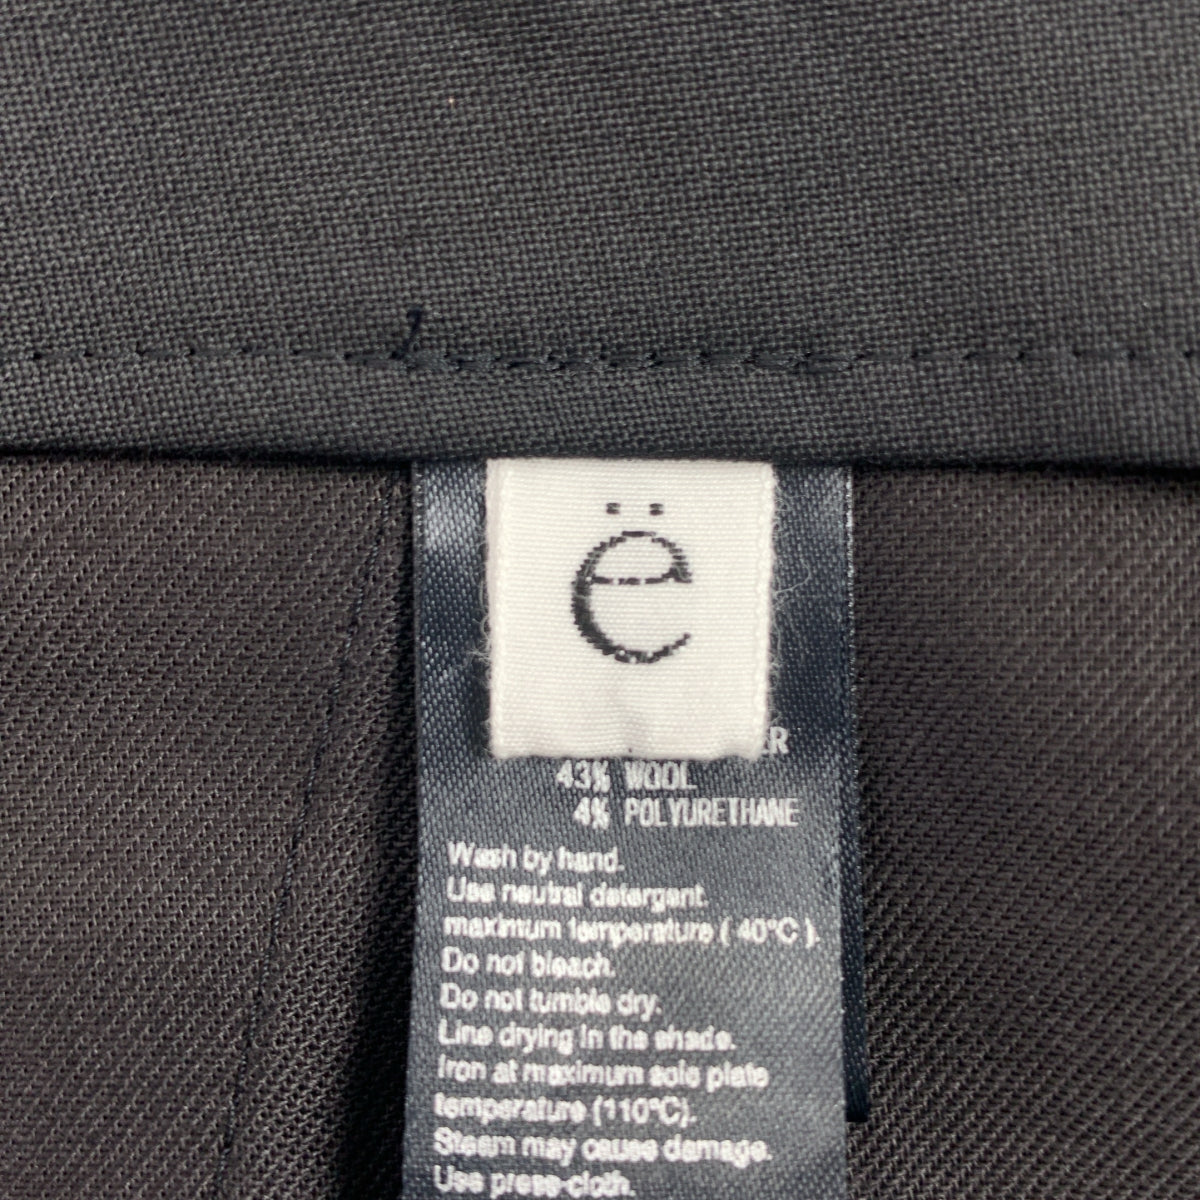 ë
43% WOOL
4% POLYURETHANE
Wash by hand.
Use neutral detergent.
maximum temperature ( 40°C ).
Do not bleach.
Do not tumble dry.
Line drying in the shade.
Iron at maximum sole plate
temperature (110°C).
Steam may cause damage.
Use press-cloth.